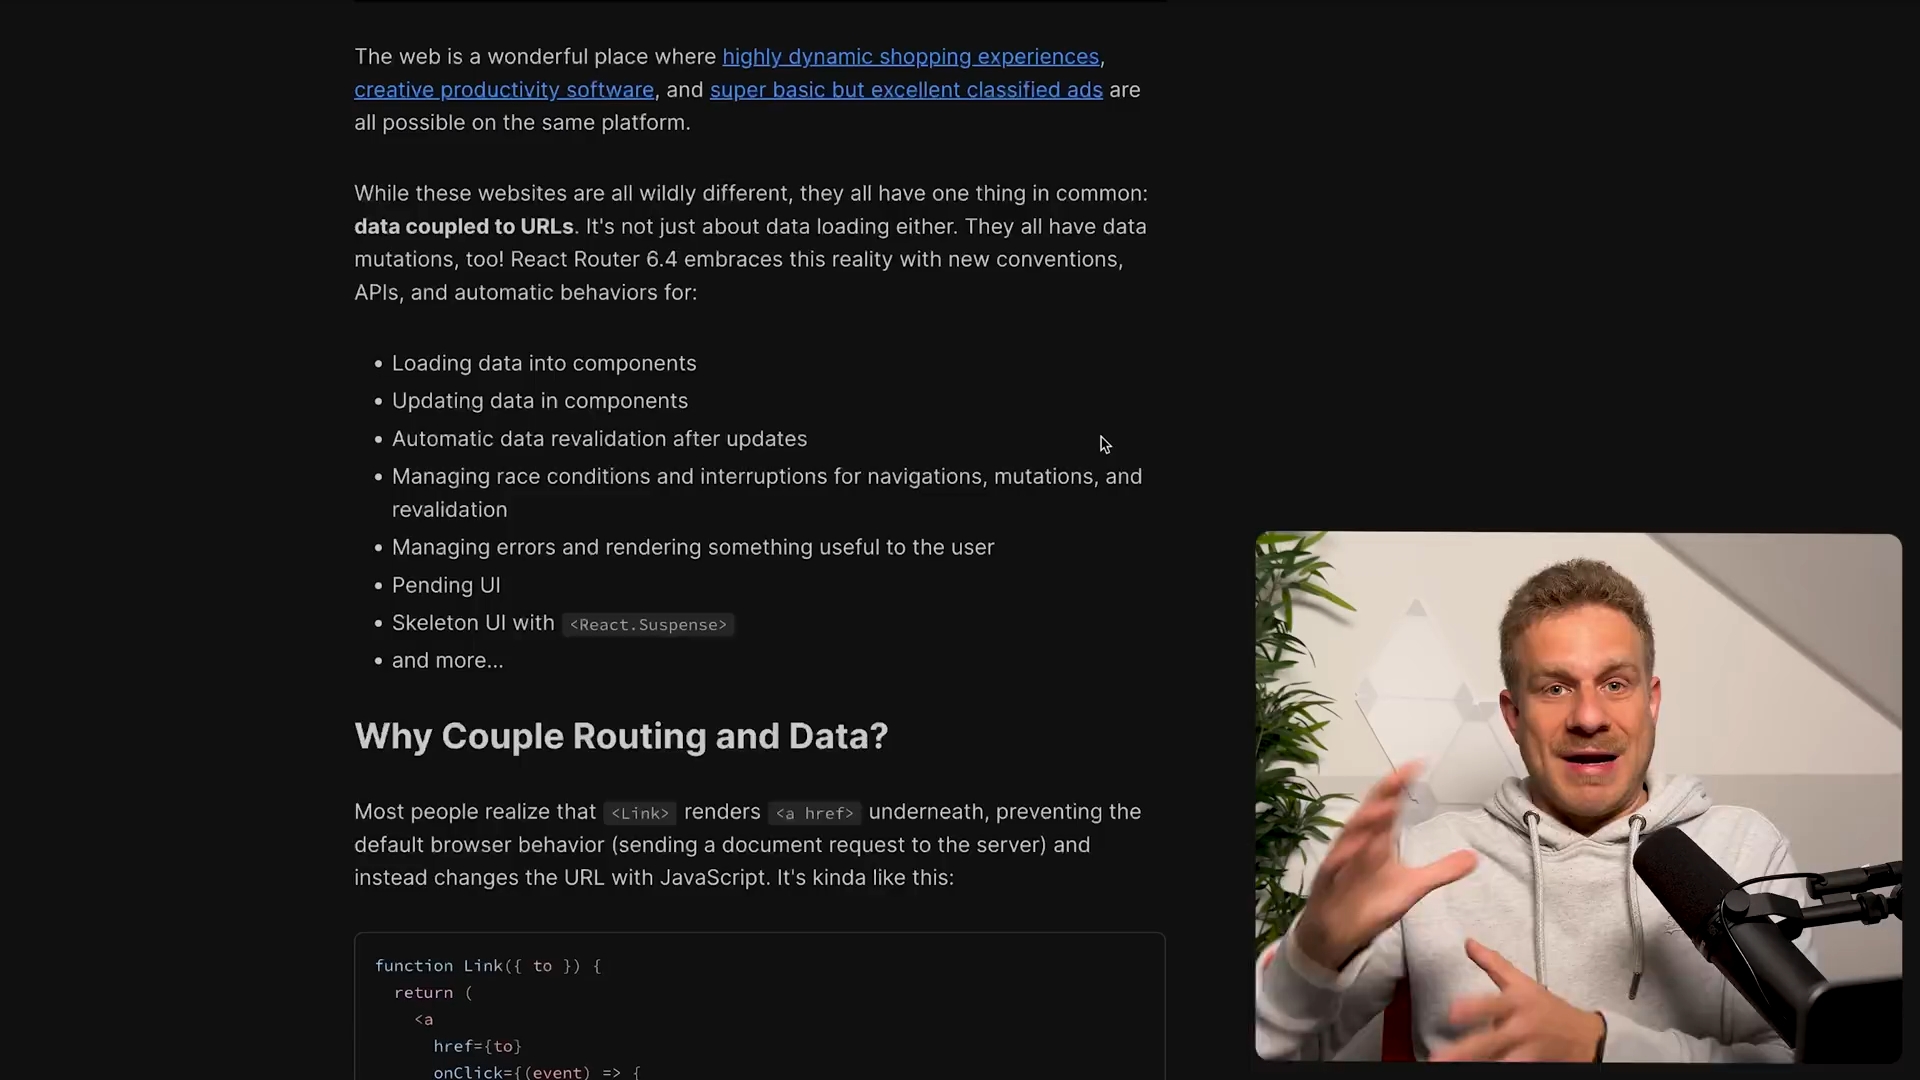 The web is a wonderful place where highly dynamic shopping experiences,
creative productivity software, and super basic but excellent classified ads are
all possible on the same platform.
While these websites are all wildly different, they all have one thing in common:
data coupled to URLs. It's not just about data loading either. They all have data
mutations, too! React Router 6.4 embraces this reality with new conventions,
APIs, and automatic behaviors for:
• Loading data into components
• Updating data in components
• Automatic data revalidation after updates
• Managing race conditions and interruptions for navigations, mutations, and
revalidation
• Managing errors and rendering something useful to the user
• Pending UI
• Skeleton UI with <React.Suspense>
• and more...
Why Couple Routing and Data?
Most people realize that <Link> renders <a href> underneath, preventing the
default browser behavior (sending a document request to the server) and
instead changes the URL with JavaScript. It's kinda like this:
function Link({ to }) {
return (
<a
href={to}
onClick={(event) => {